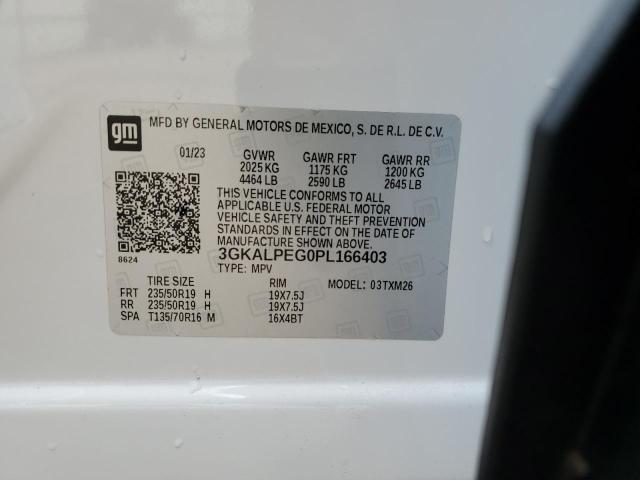 gm
MFD BY GENERAL MOTORS DE MEXICO, S. DE R.L. DE C.V.
01/23 GVWR GAWR FRT GAWR RR
2025 KG 1175 KG 1200 KG
4464 LB 2590 LB 2645 LB
THIS VEHICLE CONFORMS TO ALL
APPLICABLE U.S. FEDERAL MOTOR
VEHICLE SAFETY AND THEFT PREVENTION
STANDARDS IN EFFECT ON THE DATE OF
MANUFACTURE SHOWN ABOVE.
8624 3GKALPEG0PL166403
TYPE: MPV
TIRE SIZE RIM MODEL: 03TXM26
FRT 235/50R19 H 19X7.5J
RR 235/50R19 H 19X7.5J
SPA T135/70R16 M 16X4BT